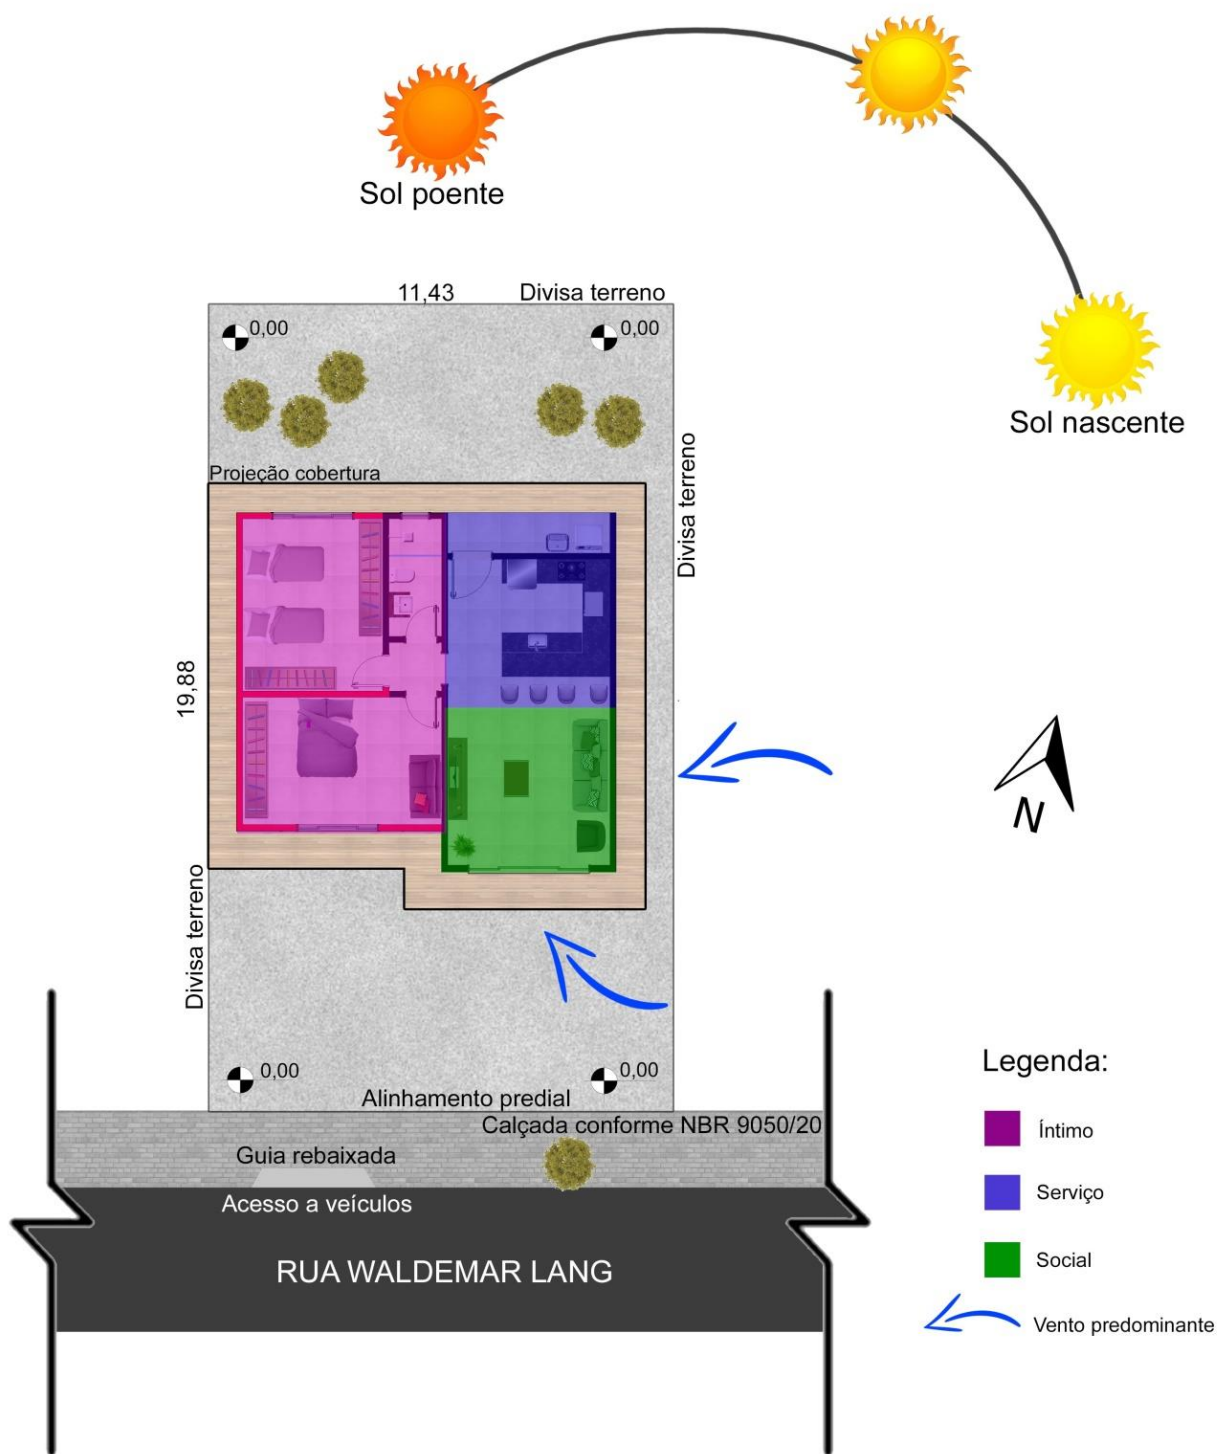 Sol poente
Sol nascente
11,43
Divisa terreno
0,00
0,00
Divisa terreno
Projeção cobertura
19,88
N
Divisa terreno
0,00
0,00
Alinhamento predial
Calçada conforme NBR 9050/20
Guia rebaixada
Acesso a veículos
RUA WALDEMAR LANG
Legenda:
Íntimo
Serviço
Social
Vento predominante